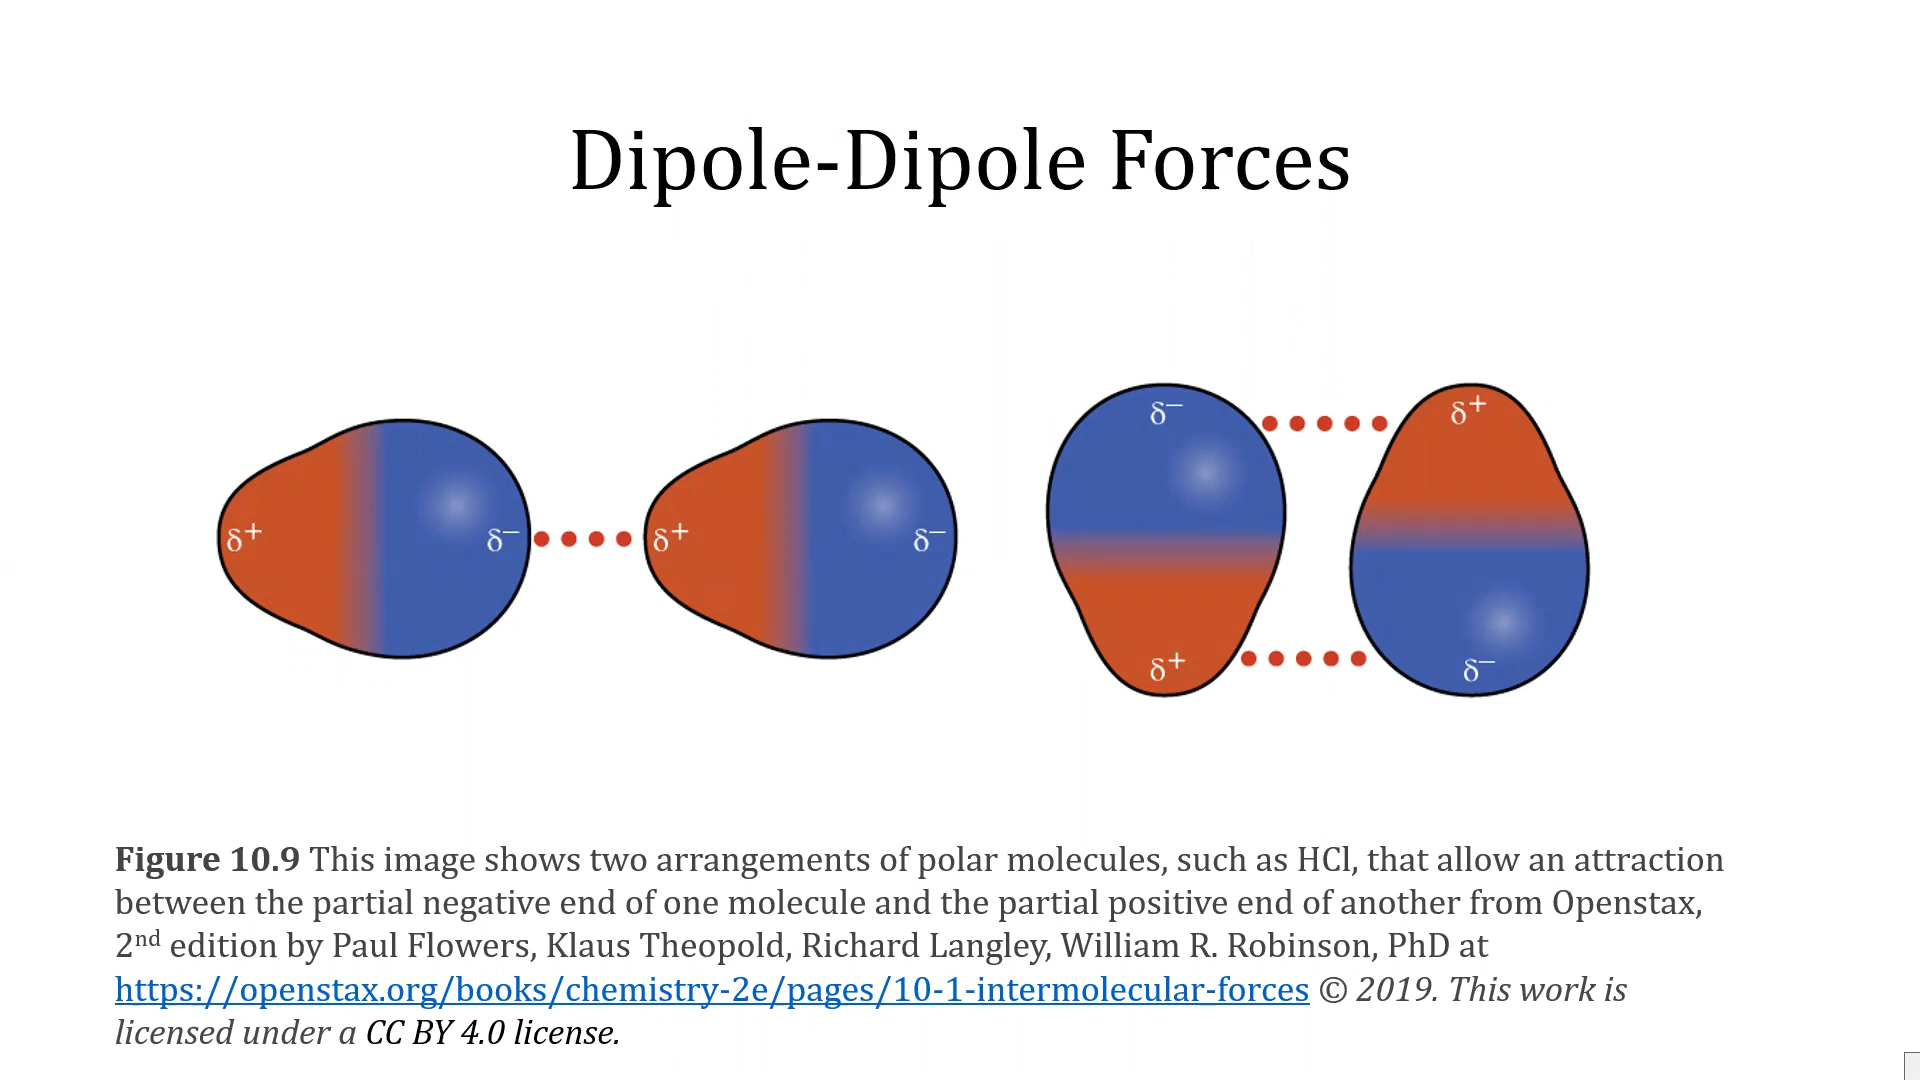 Dipole-Dipole Forces
δ− δ+
δ+ δ− δ+ δ−
δ+ δ−
Figure 10.9 This image shows two arrangements of polar molecules, such as HCl, that allow an attraction
between the partial negative end of one molecule and the partial positive end of another from Openstax,
2nd edition by Paul Flowers, Klaus Theopold, Richard Langley, William R. Robinson, PhD at
https://openstax.org/books/chemistry-2e/pages/10-1-intermolecular-forces © 2019. This work is
licensed under a CC BY 4.0 license.